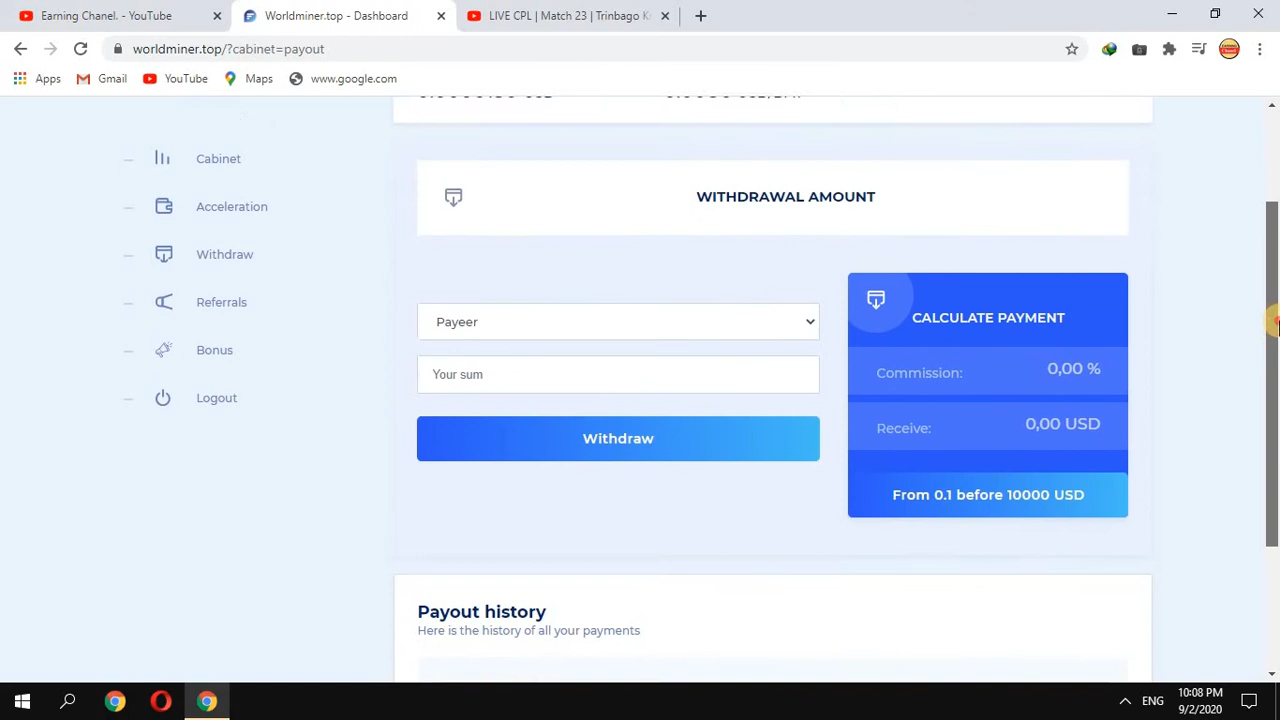 Earning Chanel. - YouTube
Worldminer.top - Dashboard
LIVE CPL | Match 23 | Trinbago K
worldminer.top/?cabinet=payout
Apps
Gmail
YouTube
Maps
www.google.com
Cabinet
Acceleration
Withdraw
Referrals
Bonus
Logout
WITHDRAWAL AMOUNT
Payeer
Your sum
Withdraw
CALCULATE PAYMENT
Commission: 0,00 %
Receive: 0,00 USD
From 0.1 before 10000 USD
Payout history
Here is the history of all your payments
ENG
10:08 PM
9/2/2020